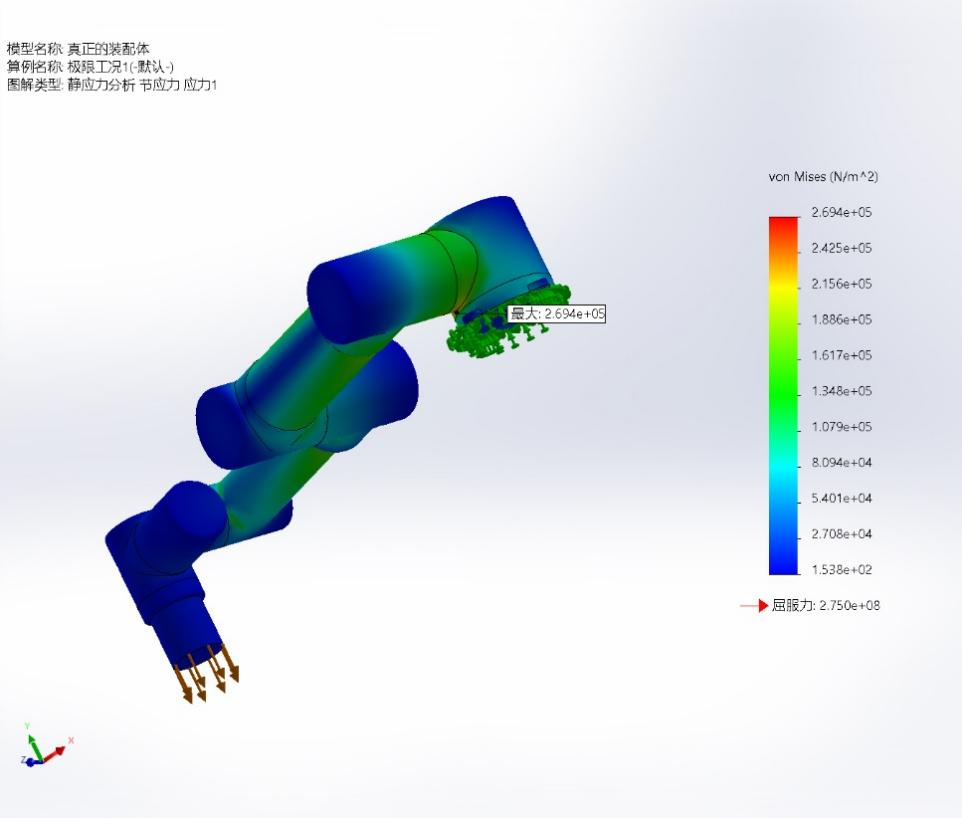 模型名称: 真正的装配体
算例名称: 极限工况1(-默认-)
图解类型: 静应力分析 节应力 应力1
von Mises (N/m^2)
2.694e+05
2.425e+05
2.156e+05
1.886e+05
1.617e+05
1.348e+05
1.079e+05
8.094e+04
5.401e+04
2.708e+04
1.538e+02
屈服力: 2.750e+08
最大: 2.694e+05
Y
X
Z